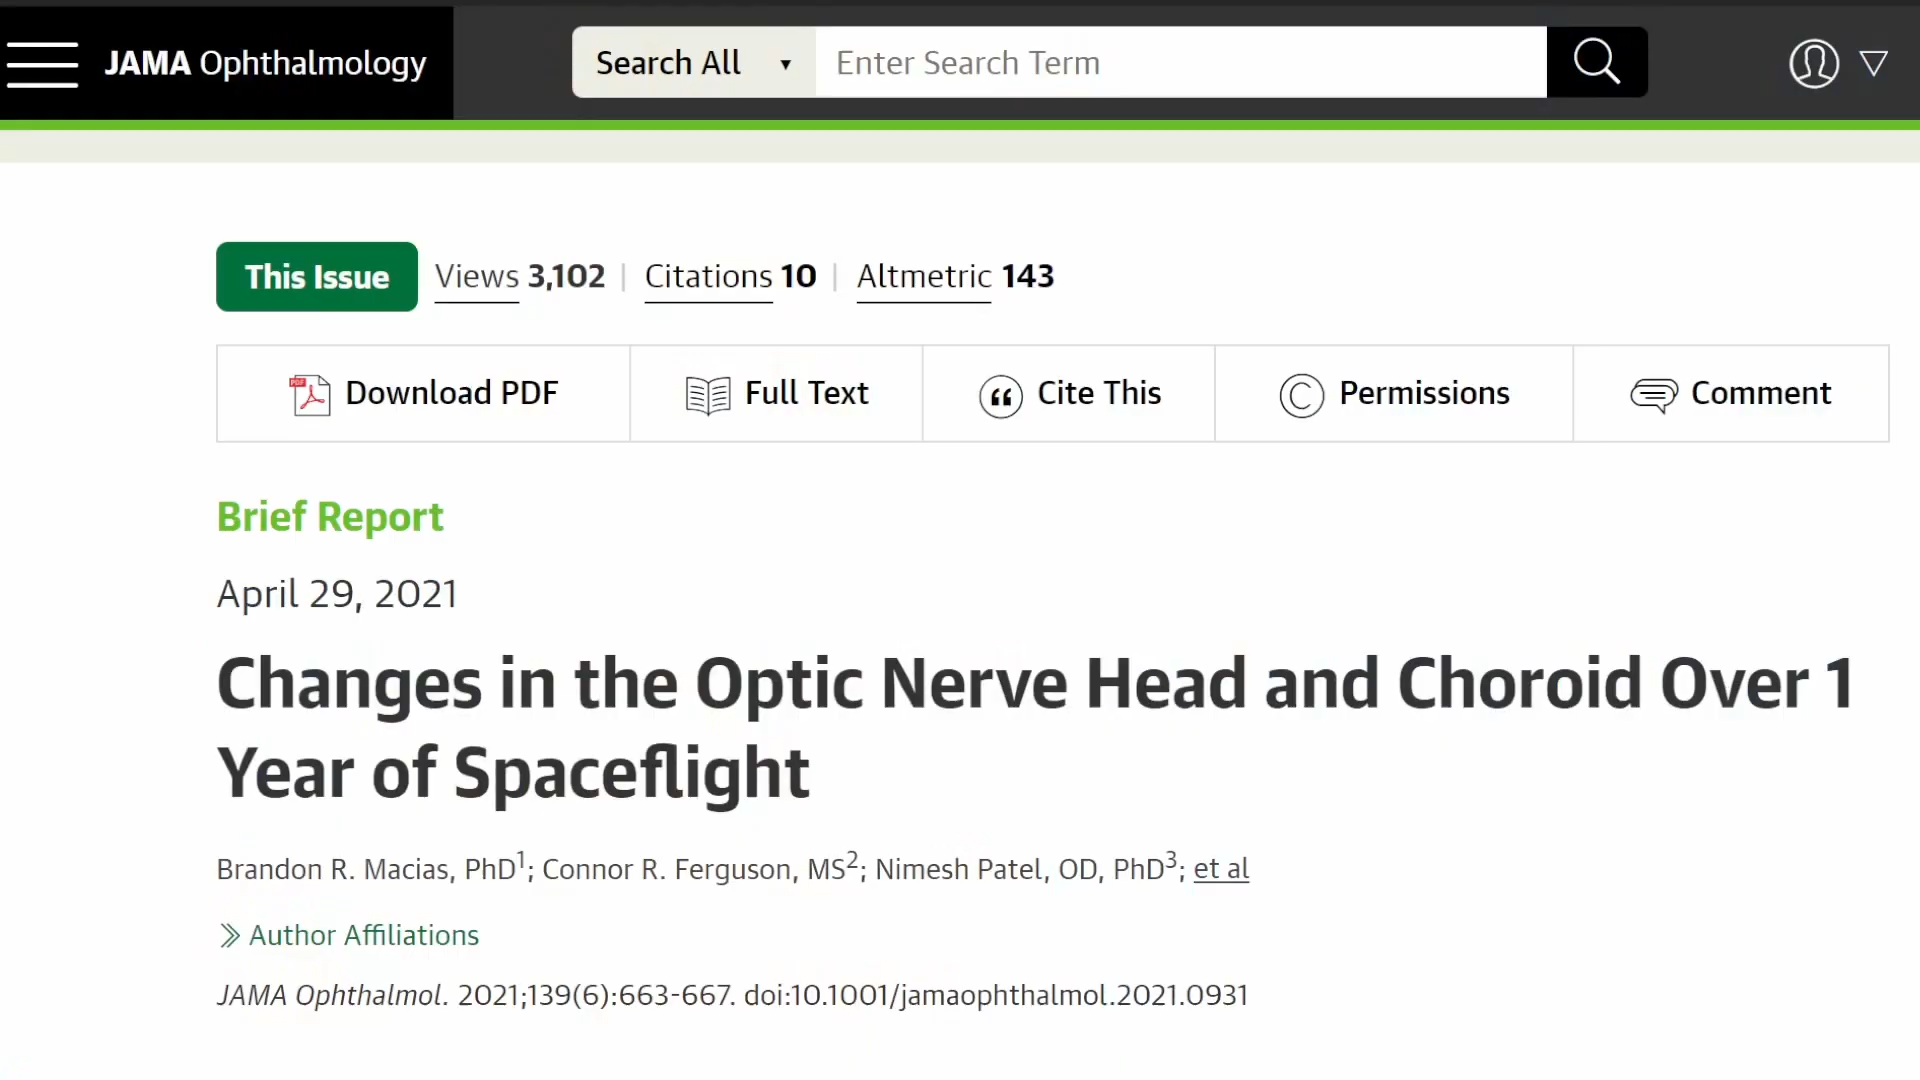 JAMA Ophthalmology
Search All
Enter Search Term
This Issue
Views 3,102 | Citations 10 | Altmetric 143
PDF
Download PDF
Full Text
Cite This
Permissions
Comment
Brief Report
April 29, 2021
Changes in the Optic Nerve Head and Choroid Over 1
Year of Spaceflight
Brandon R. Macias, PhD1; Connor R. Ferguson, MS2; Nimesh Patel, OD, PhD3; et al
Author Affiliations
JAMA Ophthalmol. 2021;139(6):663-667. doi:10.1001/jamaophthalmol.2021.0931